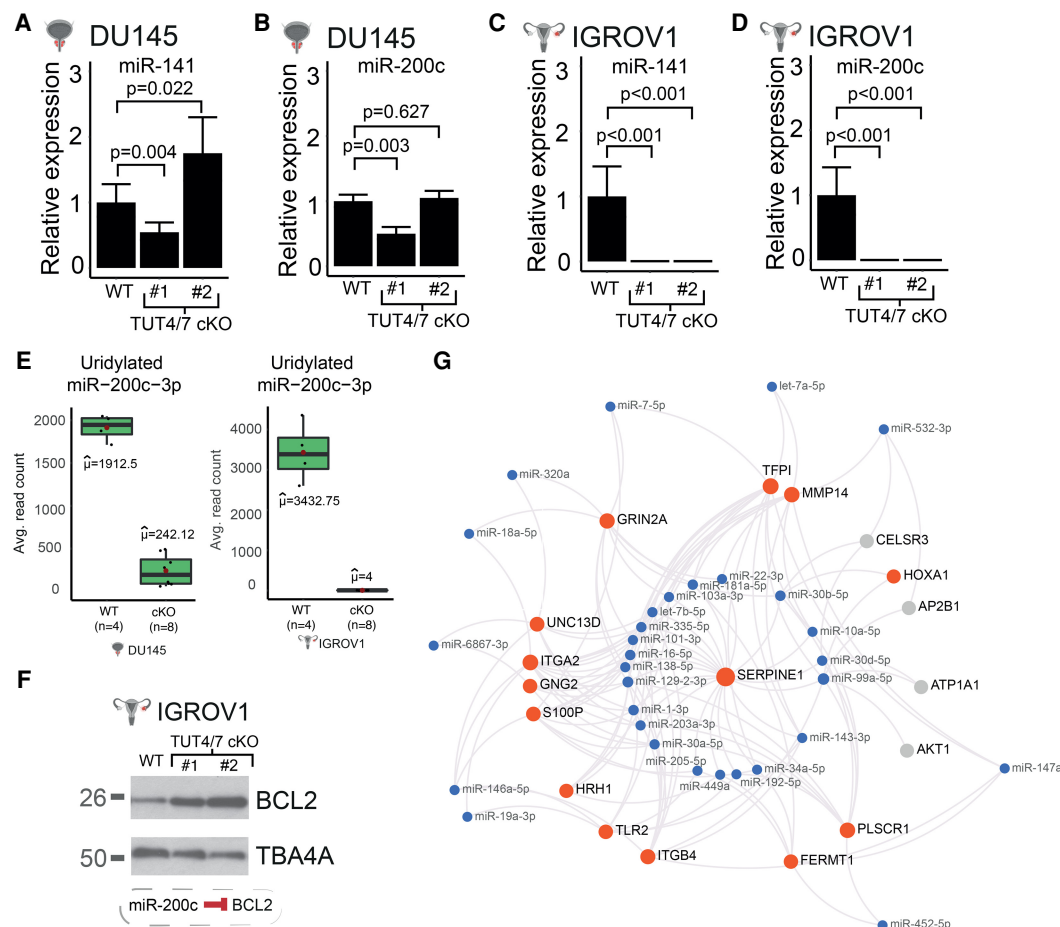 A
DU145
miR-141
Relative expression
3
2
1
0
p=0.022
p=0.004
WT
#1
#2
TUT4/7 cKO
B
DU145
miR-200c
Relative expression
3
2
1
0
p=0.627
p=0.003
WT
#1
#2
TUT4/7 cKO
C
IGROV1
miR-141
Relative expression
3
2
1
0
p<0.001
p<0.001
WT
#1
#2
TUT4/7 cKO
D
IGROV1
miR-200c
Relative expression
3
2
1
0
p<0.001
p<0.001
WT
#1
#2
TUT4/7 cKO
E
Uridylated
miR−200c−3p
Avg. read count
2000
1500
1000
500
0
μ̂=1912.5
μ̂=242.12
WT
(n=4)
cKO
(n=8)
DU145
Uridylated
miR−200c−3p
Avg. read count
4000
3000
2000
1000
0
μ̂=3432.75
μ̂=4
WT
(n=4)
cKO
(n=8)
IGROV1
F
IGROV1
TUT4/7 cKO
WT
#1
#2
26
BCL2
50
TBA4A
miR-200c
BCL2
G
let-7a-5p
miR-7-5p
miR-532-3p
miR-320a
TFPI
MMP14
GRIN2A
miR-18a-5p
CELSR3
HOXA1
miR-22-3p
miR-181a-5p
miR-103a-3p
miR-30b-5p
AP2B1
let-7b-5p
UNC13D
miR-335-5p
miR-10a-5p
miR-101-3p
miR-6867-3p
miR-16-5p
ITGA2
miR-138-5p
miR-30d-5p
SERPINE1
miR-99a-5p
GNG2
miR-129-2-3p
ATP1A1
S100P
miR-1-3p
miR-203a-3p
miR-143-3p
miR-30a-5p
AKT1
miR-205-5p
miR-34a-5p
miR-147a
miR-449a
miR-192-5p
miR-146a-5p
HRH1
miR-19a-3p
TLR2
PLSCR1
ITGB4
FERMT1
miR-452-5p